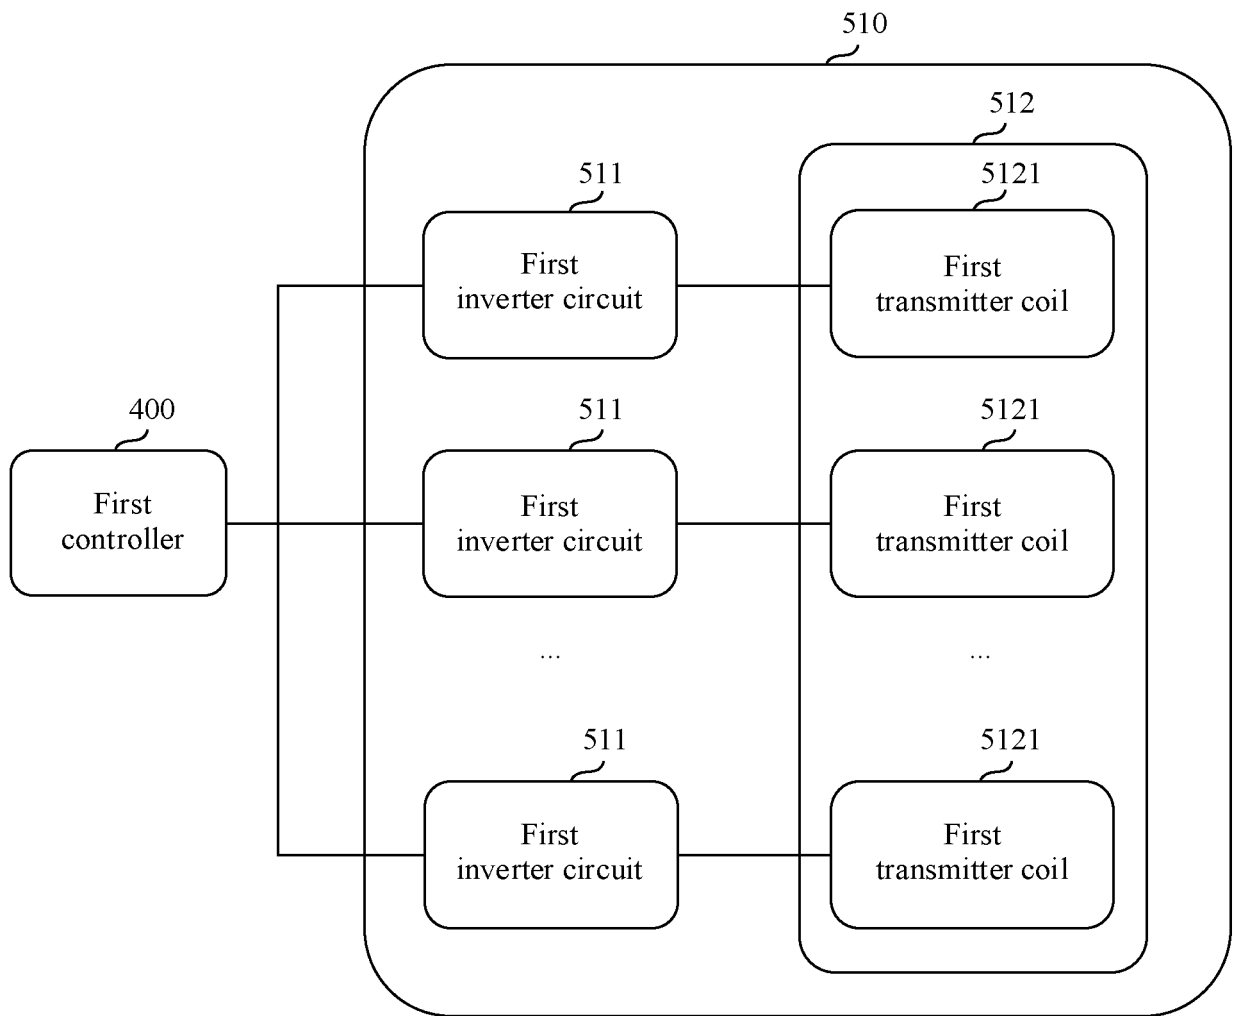 510
512
511
5121
First
inverter circuit
First
transmitter coil
400
511
5121
First
controller
First
inverter circuit
First
transmitter coil
...
...
511
5121
First
inverter circuit
First
transmitter coil